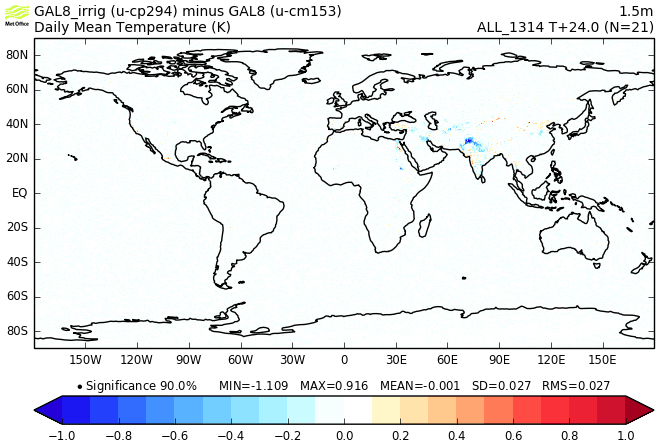 GAL8_irrig (u-cp294) minus GAL8 (u-cm153) 1.5m
Met Office
Daily Mean Temperature (K) ALL_1314 T+24.0 (N=21)
80N
60N
40N
20N
EQ
20S
40S
60S
80S
150W 120W 90W 60W 30W 0 30E 60E 90E 120E 150E
• Significance 90.0% MIN=-1.109 MAX=0.916 MEAN=-0.001 SD=0.027 RMS=0.027
−1.0 −0.8 −0.6 −0.4 −0.2 0.0 0.2 0.4 0.6 0.8 1.0